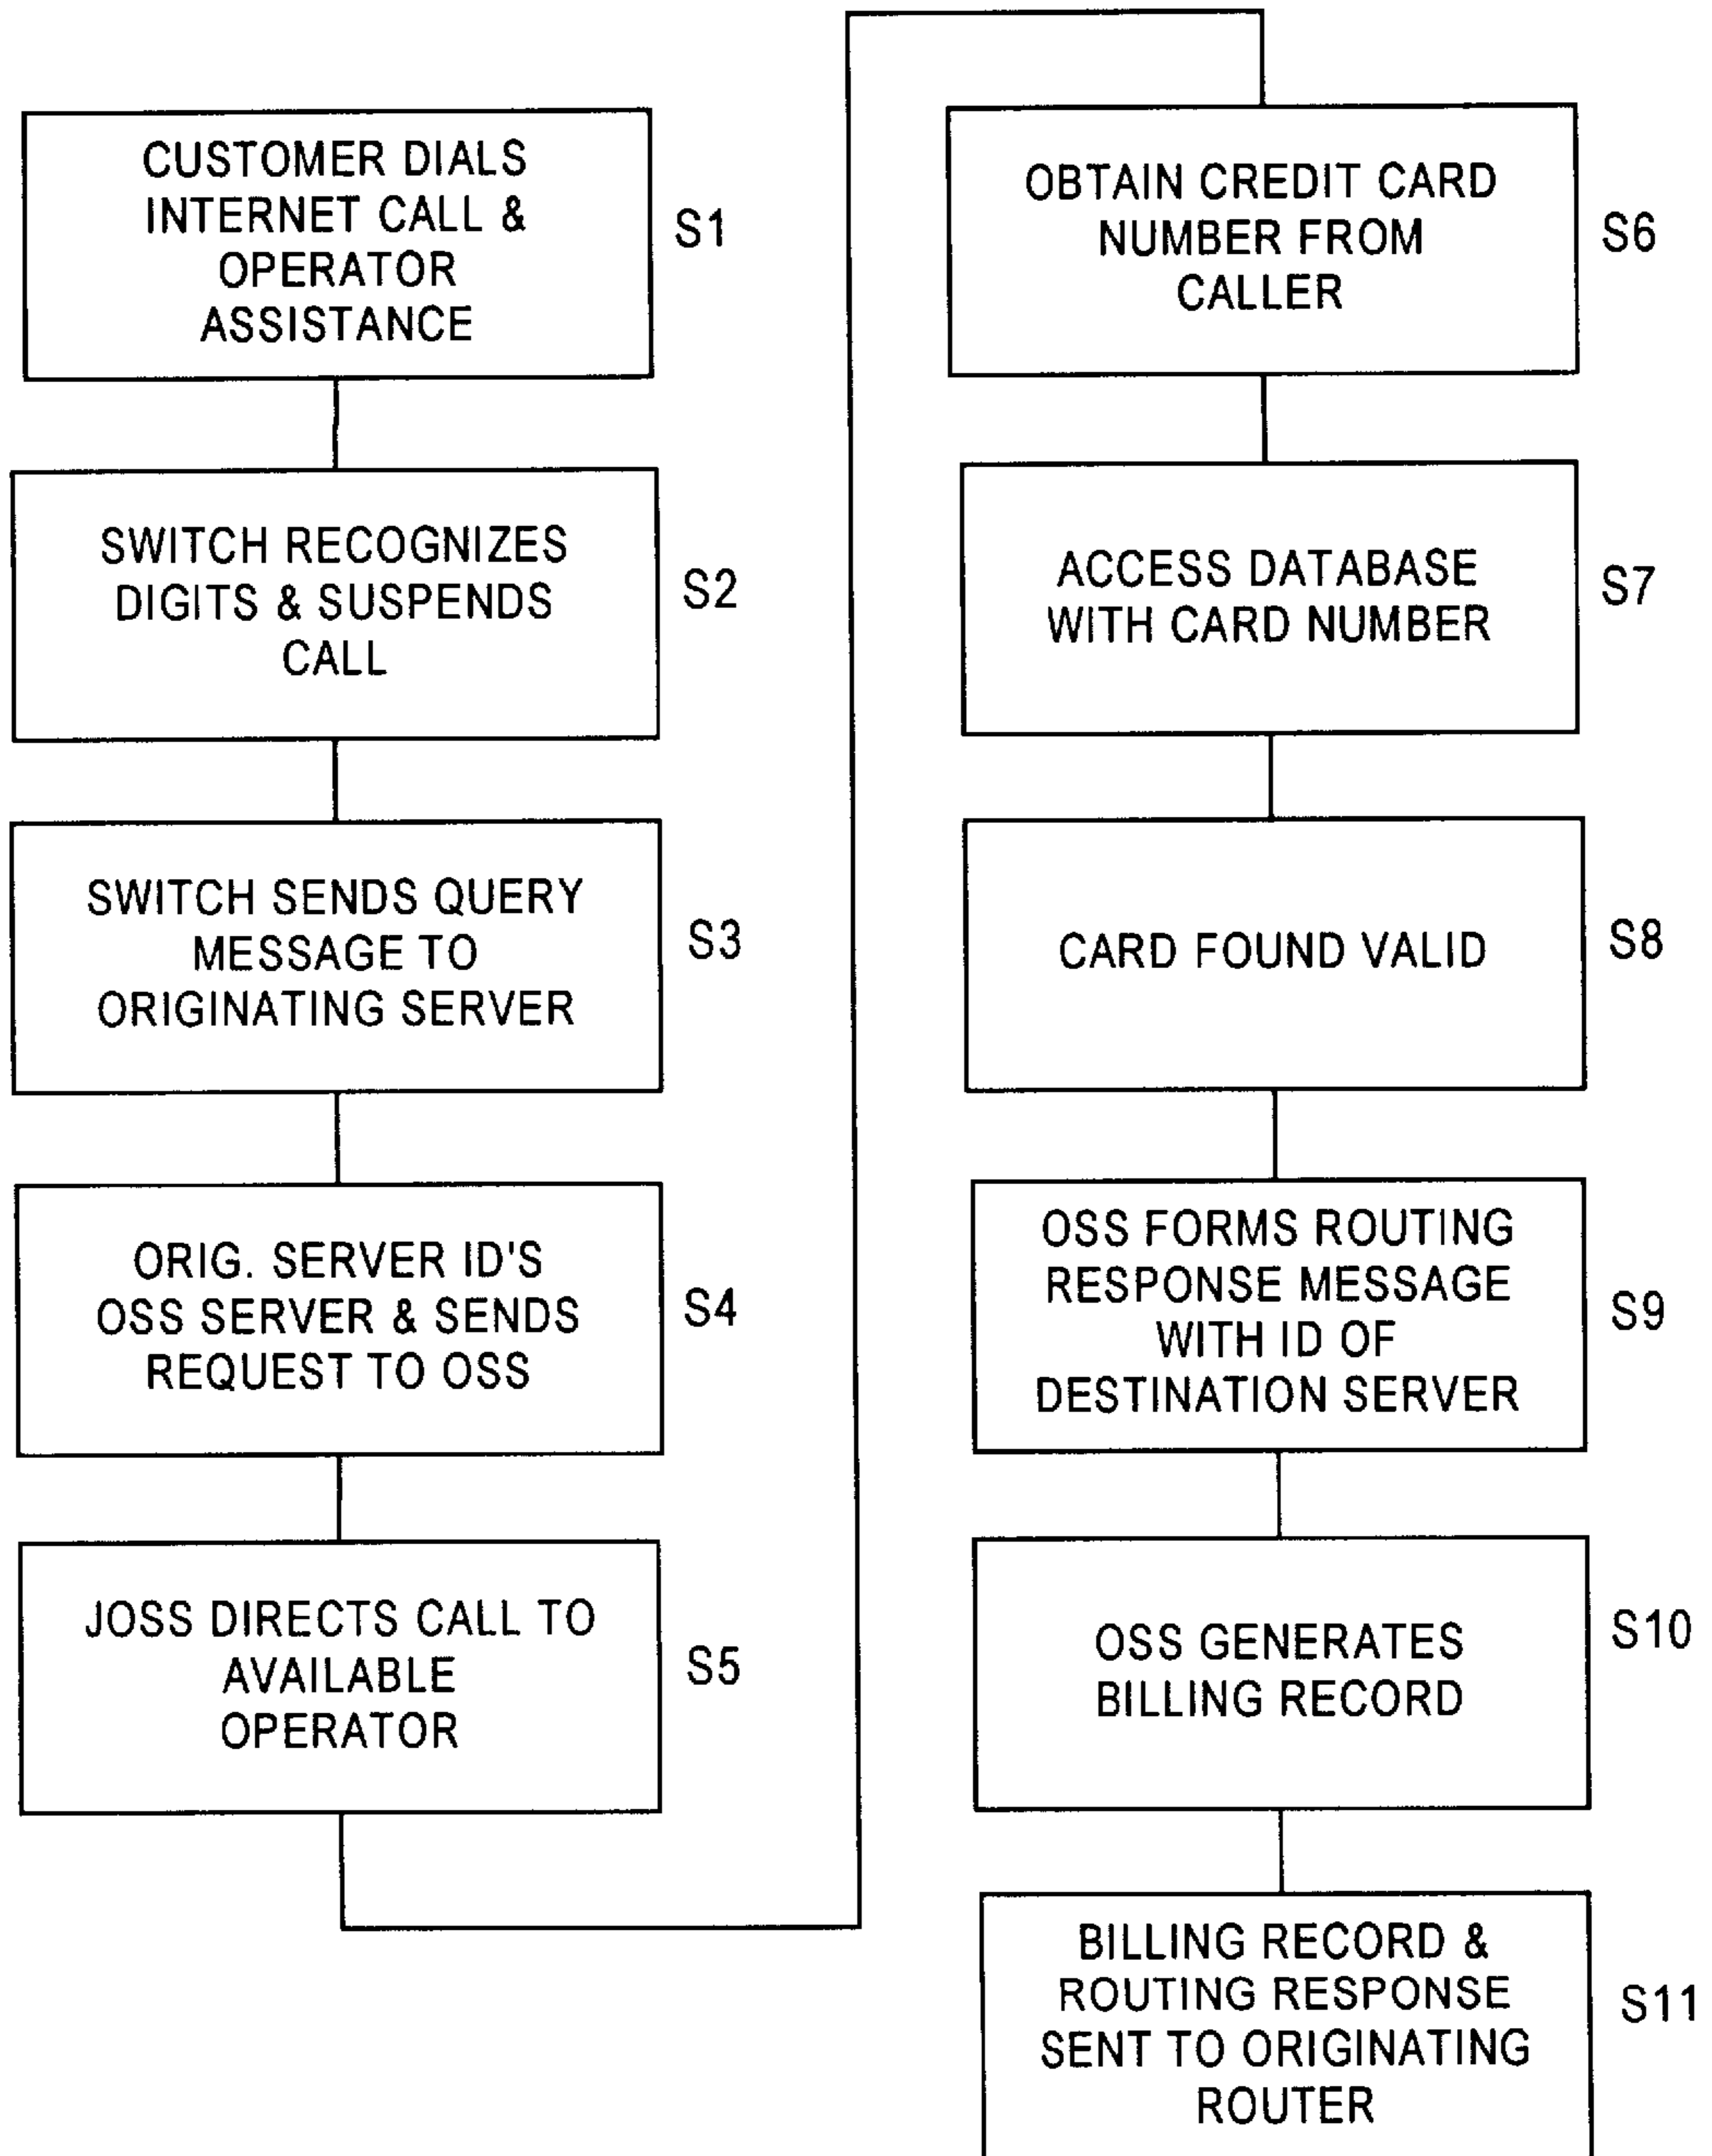 CUSTOMER DIALS
INTERNET CALL &
OPERATOR
ASSISTANCE
S1
SWITCH RECOGNIZES
DIGITS & SUSPENDS
CALL
S2
SWITCH SENDS QUERY
MESSAGE TO
ORIGINATING SERVER
S3
ORIG. SERVER ID'S
OSS SERVER & SENDS
REQUEST TO OSS
S4
JOSS DIRECTS CALL TO
AVAILABLE
OPERATOR
S5
OBTAIN CREDIT CARD
NUMBER FROM
CALLER
S6
ACCESS DATABASE
WITH CARD NUMBER
S7
CARD FOUND VALID
S8
OSS FORMS ROUTING
RESPONSE MESSAGE
WITH ID OF
DESTINATION SERVER
S9
OSS GENERATES
BILLING RECORD
S10
BILLING RECORD &
ROUTING RESPONSE
SENT TO ORIGINATING
ROUTER
S11